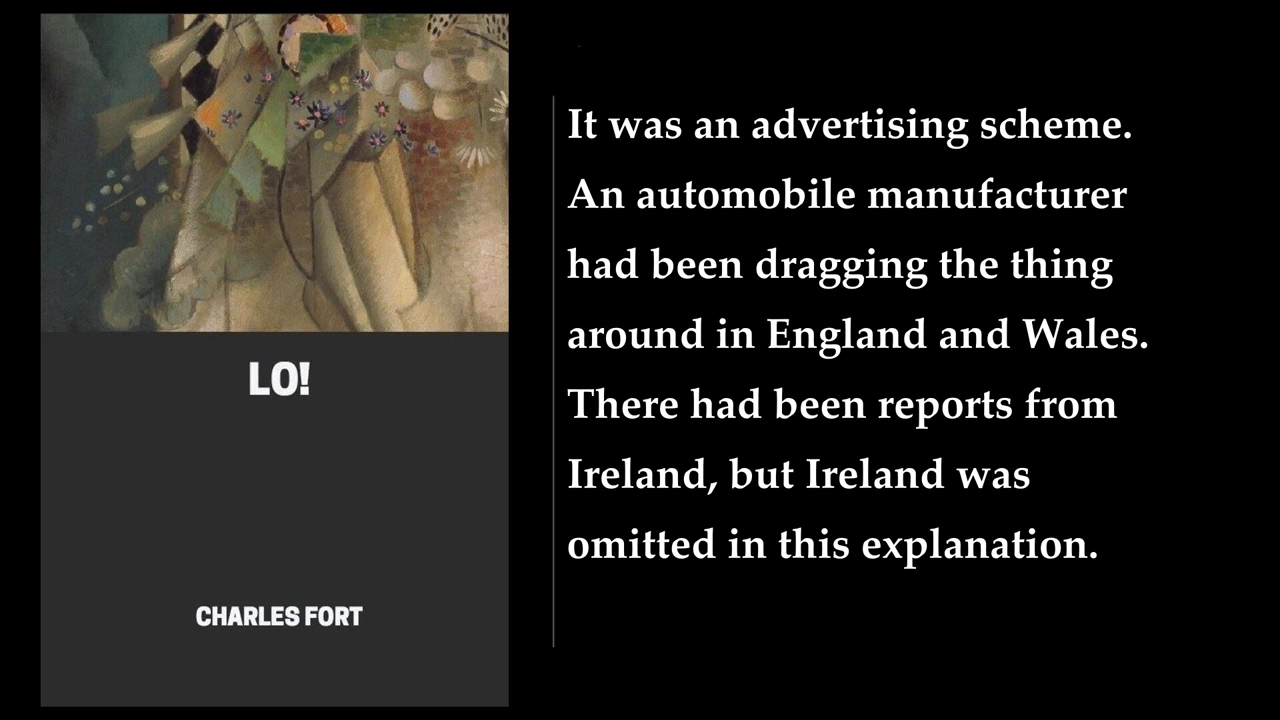 LO!
CHARLES FORT
It was an advertising scheme.
An automobile manufacturer
had been dragging the thing
around in England and Wales.
There had been reports from
Ireland, but Ireland was
omitted in this explanation.